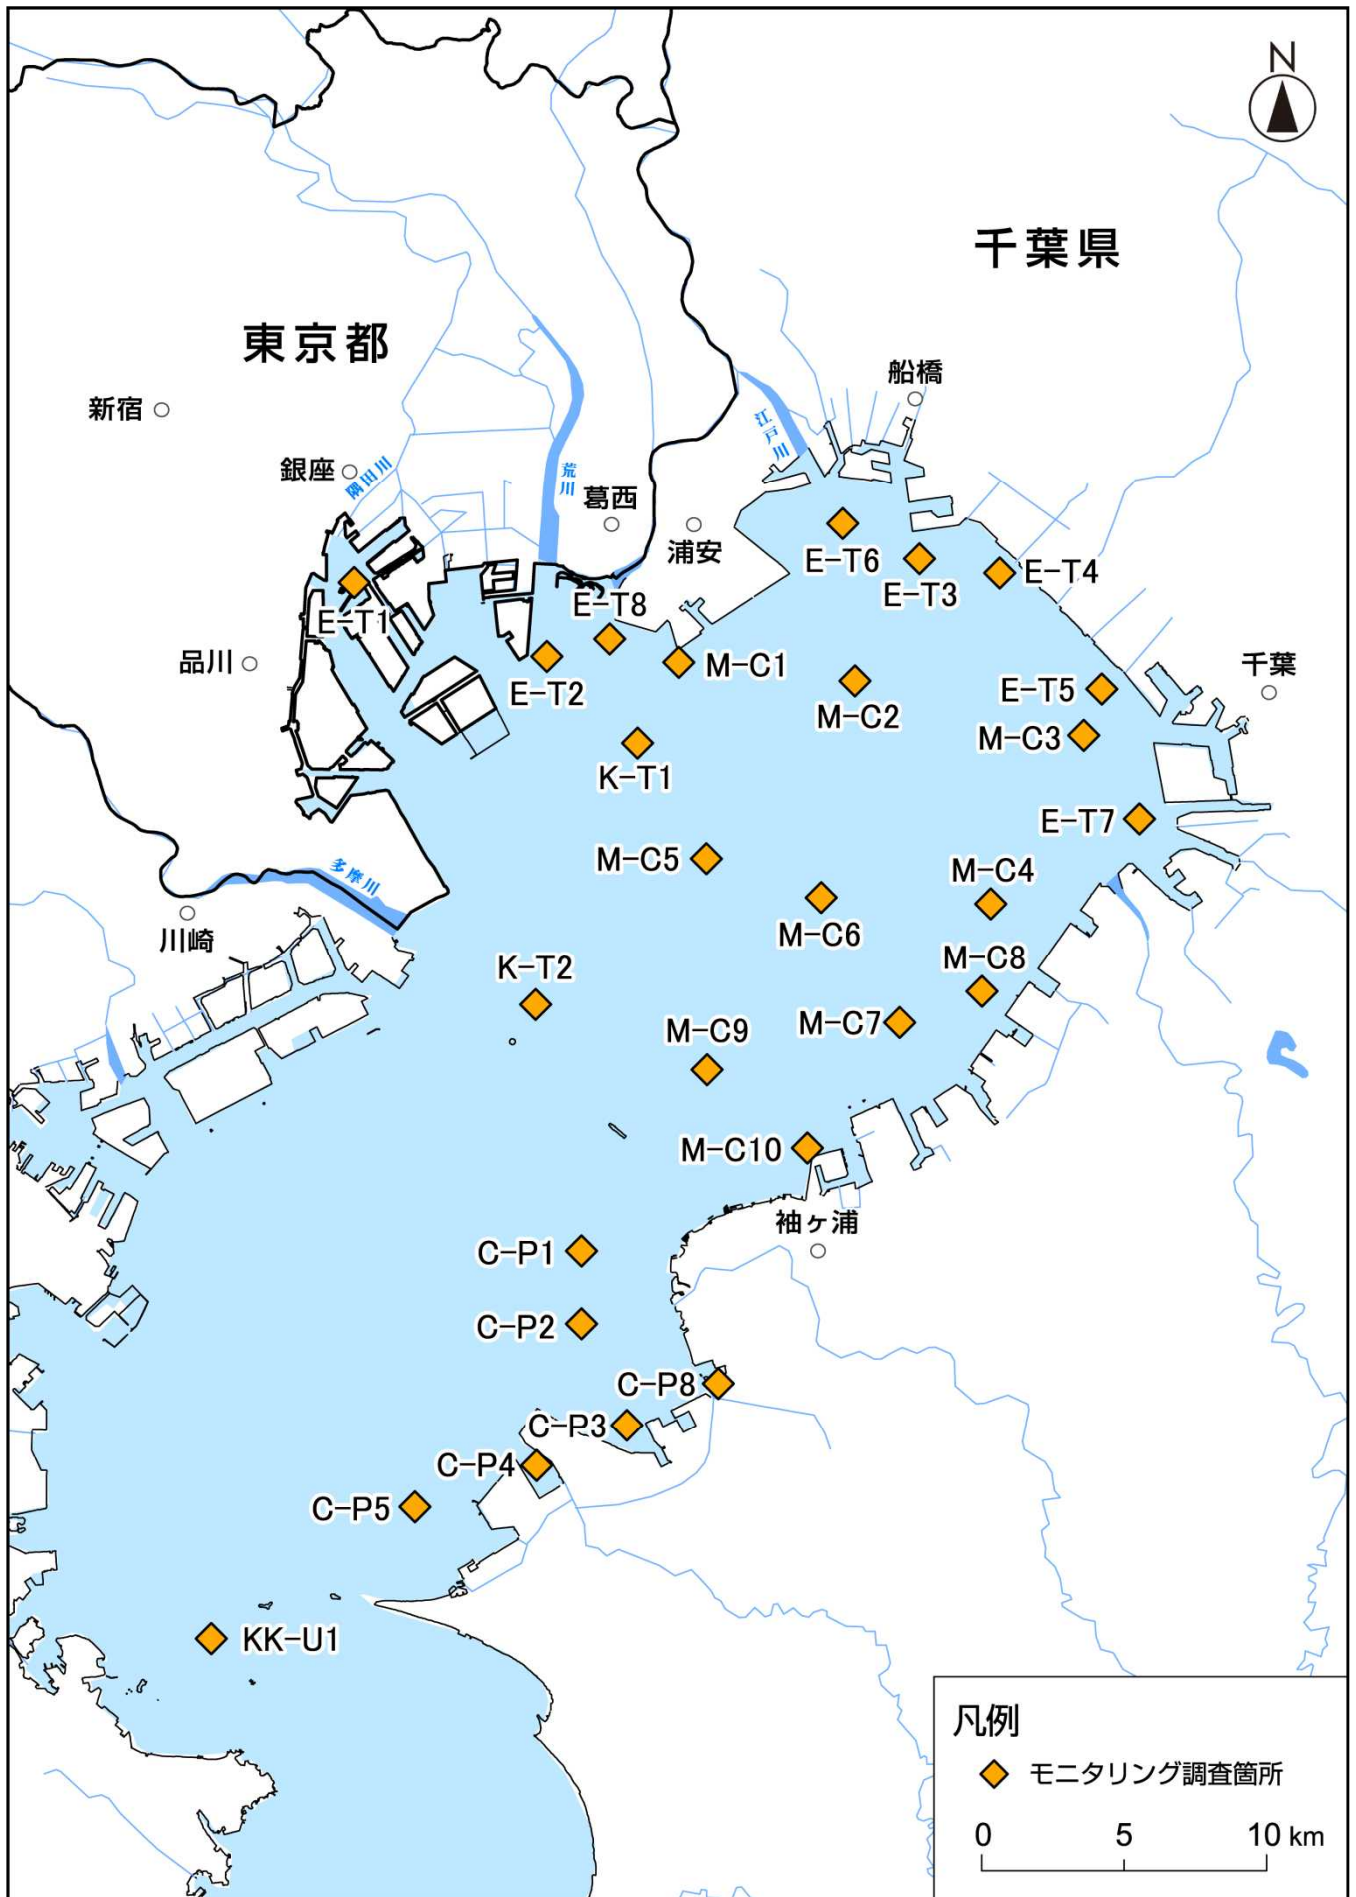 N
千葉県
東京都
船橋
新宿
江戸川
銀座
隅田川
荒川
葛西
浦安
E-T6
E-T3
E-T4
E-T8
E-T1
品川
E-T2
M-C1
千葉
E-T5
M-C2
M-C3
K-T1
E-T7
M-C5
多摩川
M-C4
川崎
M-C6
M-C8
K-T2
M-C7
M-C9
M-C10
袖ヶ浦
C-P1
C-P2
C-P8
C-P3
C-P4
C-P5
KK-U1
凡例
モニタリング調査箇所
0 5 10 km